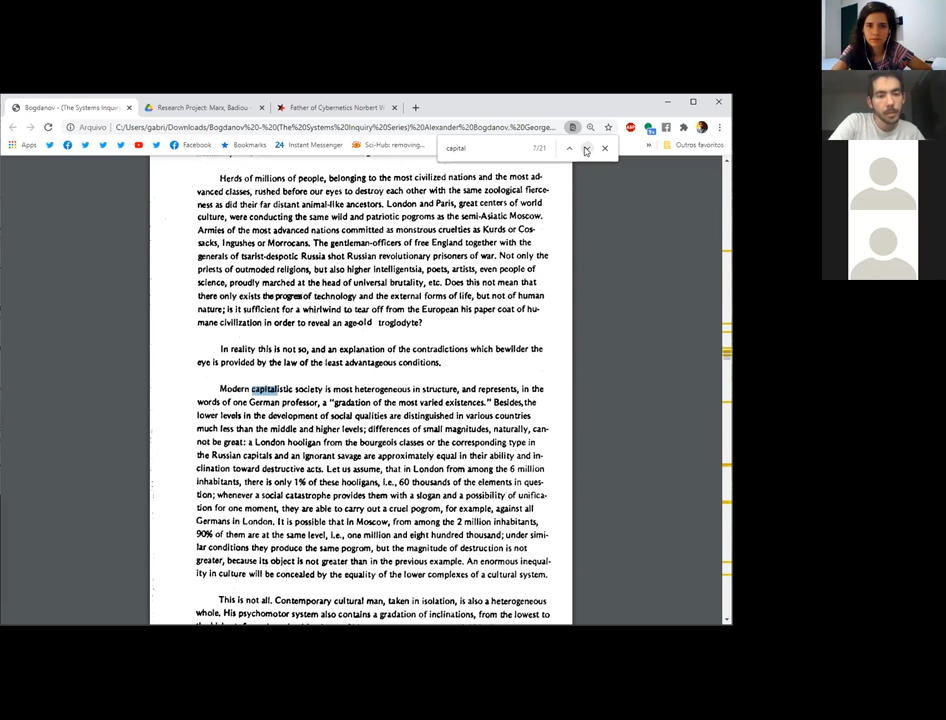 Bogdanov - (The Systems Inquir
Research Project: Marx, Badiou -
Father of Cybernetics Norbert W
Arquivo
C:/Users/gabri/Downloads/Bogdanov%20-%20(The%20Systems%20Inquiry%20Series)%20Alexander%20Bogdanov,%20George...
Apps
Facebook
Bookmarks
Instant Messenger
Sci-Hub: removing...
»
Outros favoritos
capital
7/21
Herds of millions of people, belonging to the most civilized nations and the most ad-
vanced classes, rushed before our eyes to destroy each other with the same zoological fierce-
ness as did their far distant animal-like ancestors. London and Paris, great centers of world
culture, were conducting the same wild and patriotic pogroms as the semi-Asiatic Moscow.
Armies of the most advanced nations committed as monstrous cruelties as Kurds or Cos-
sacks, Ingushes or Morrocans. The gentleman-officers of free England together with the
generals of tsarist-despotic Russia shot Russian revolutionary prisoners of war. Not only the
priests of outmoded religions, but also higher intelligentsia, poets, artists, even people of
science, proudly marched at the head of universal brutality, etc. Does this not mean that
there only exists the progress of technology and the external forms of life, but not of human
nature; is it sufficient for a whirlwind to tear off from the European his paper coat of hu-
mane civilization in order to reveal an age-old troglodyte?
In reality this is not so, and an explanation of the contradictions which bewilder the
eye is provided by the law of the least advantageous conditions.
Modern capitalistic society is most heterogeneous in structure, and represents, in the
words of one German professor, a "gradation of the most varied existences." Besides, the
lower levels in the development of social qualities are distinguished in various countries
much less than the middle and higher levels; differences of small magnitudes, naturally, can-
not be great: a London hooligan from the bourgeois classes or the corresponding type in
the Russian capitals and an ignorant savage are approximately equal in their ability and in-
clination toward destructive acts. Let us assume, that in London from among the 6 million
inhabitants, there is only 1% of these hooligans, i.e., 60 thousands of the elements in ques-
tion; whenever a social catastrophe provides them with a slogan and a possibility of unifica-
tion for one moment, they are able to carry out a cruel pogrom, for example, against all
Germans in London. It is possible that in Moscow, from among the 2 million inhabitants,
90% of them are at the same level, i.e., one million and eight hundred thousand; under simi-
lar conditions they produce the same pogrom, but the magnitude of destruction is not
greater, because its object is not greater than in the previous example. An enormous inequal-
ity in culture will be concealed by the equality of the lower complexes of a cultural system.
This is not all. Contemporary cultural man, taken in isolation, is also a heterogeneous
whole. His psychomotor system also contains a gradation of inclinations, from the lowest to